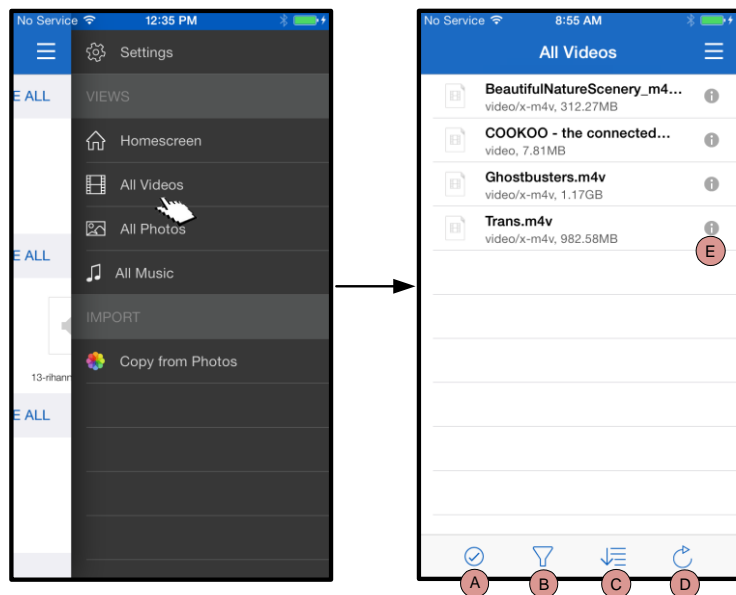 No Service 12:35 PM
Settings
E ALL
VIEWS
Homescreen
All Videos
All Photos
E ALL
All Music
IMPORT
Copy from Photos
13-rihann
E ALL
No Service 8:55 AM
All Videos
BeautifulNatureScenery_m4...
video/x-m4v, 312.27MB
COOKOO - the connected...
video, 7.81MB
Ghostbusters.m4v
video/x-m4v, 1.17GB
Trans.m4v
video/x-m4v, 982.58MB
E
A B C D